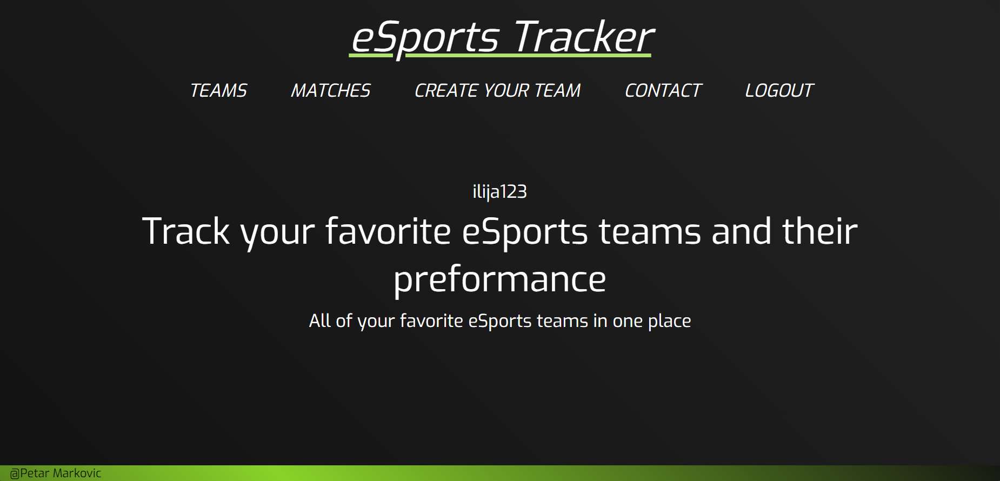 eSports Tracker
TEAMS MATCHES CREATE YOUR TEAM CONTACT LOGOUT
ilija123
Track your favorite eSports teams and their
preformance
All of your favorite eSports teams in one place
@Petar Markovic